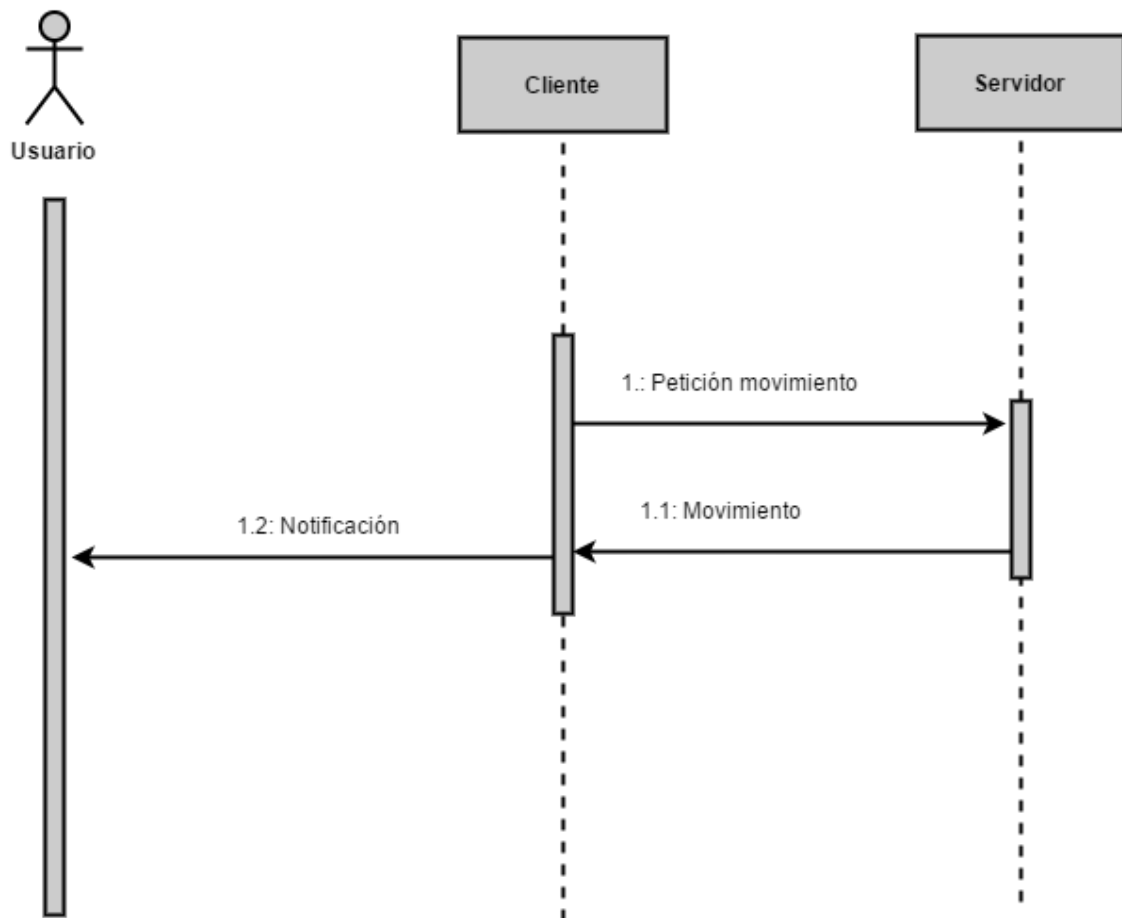 Usuario
Cliente
Servidor
1.: Petición movimiento
1.1: Movimiento
1.2: Notificación